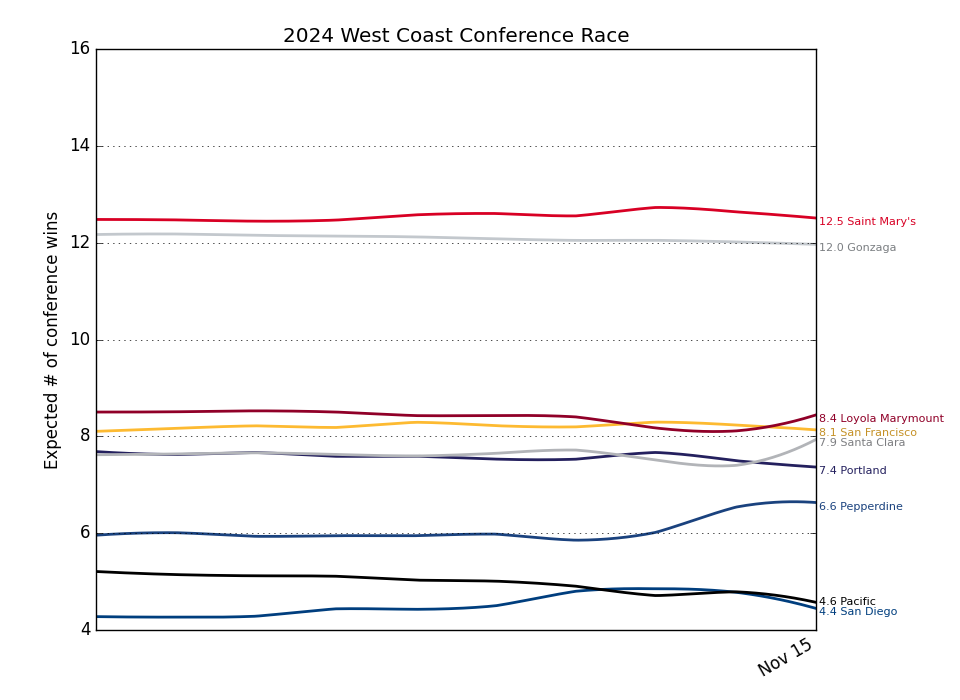 2024 West Coast Conference Race
Expected # of conference wins
16
14
12
10
8
6
4
12.5 Saint Mary's
12.0 Gonzaga
8.4 Loyola Marymount
8.1 San Francisco
7.9 Santa Clara
7.4 Portland
6.6 Pepperdine
4.6 Pacific
4.4 San Diego
Nov 15